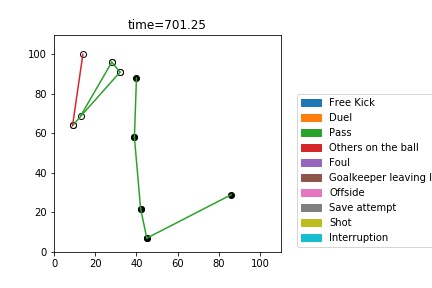 time=701.25
100
80
60
40
20
0
0 20 40 60 80 100
Free Kick
Duel
Pass
Others on the ball
Foul
Goalkeeper leaving l
Offside
Save attempt
Shot
Interruption